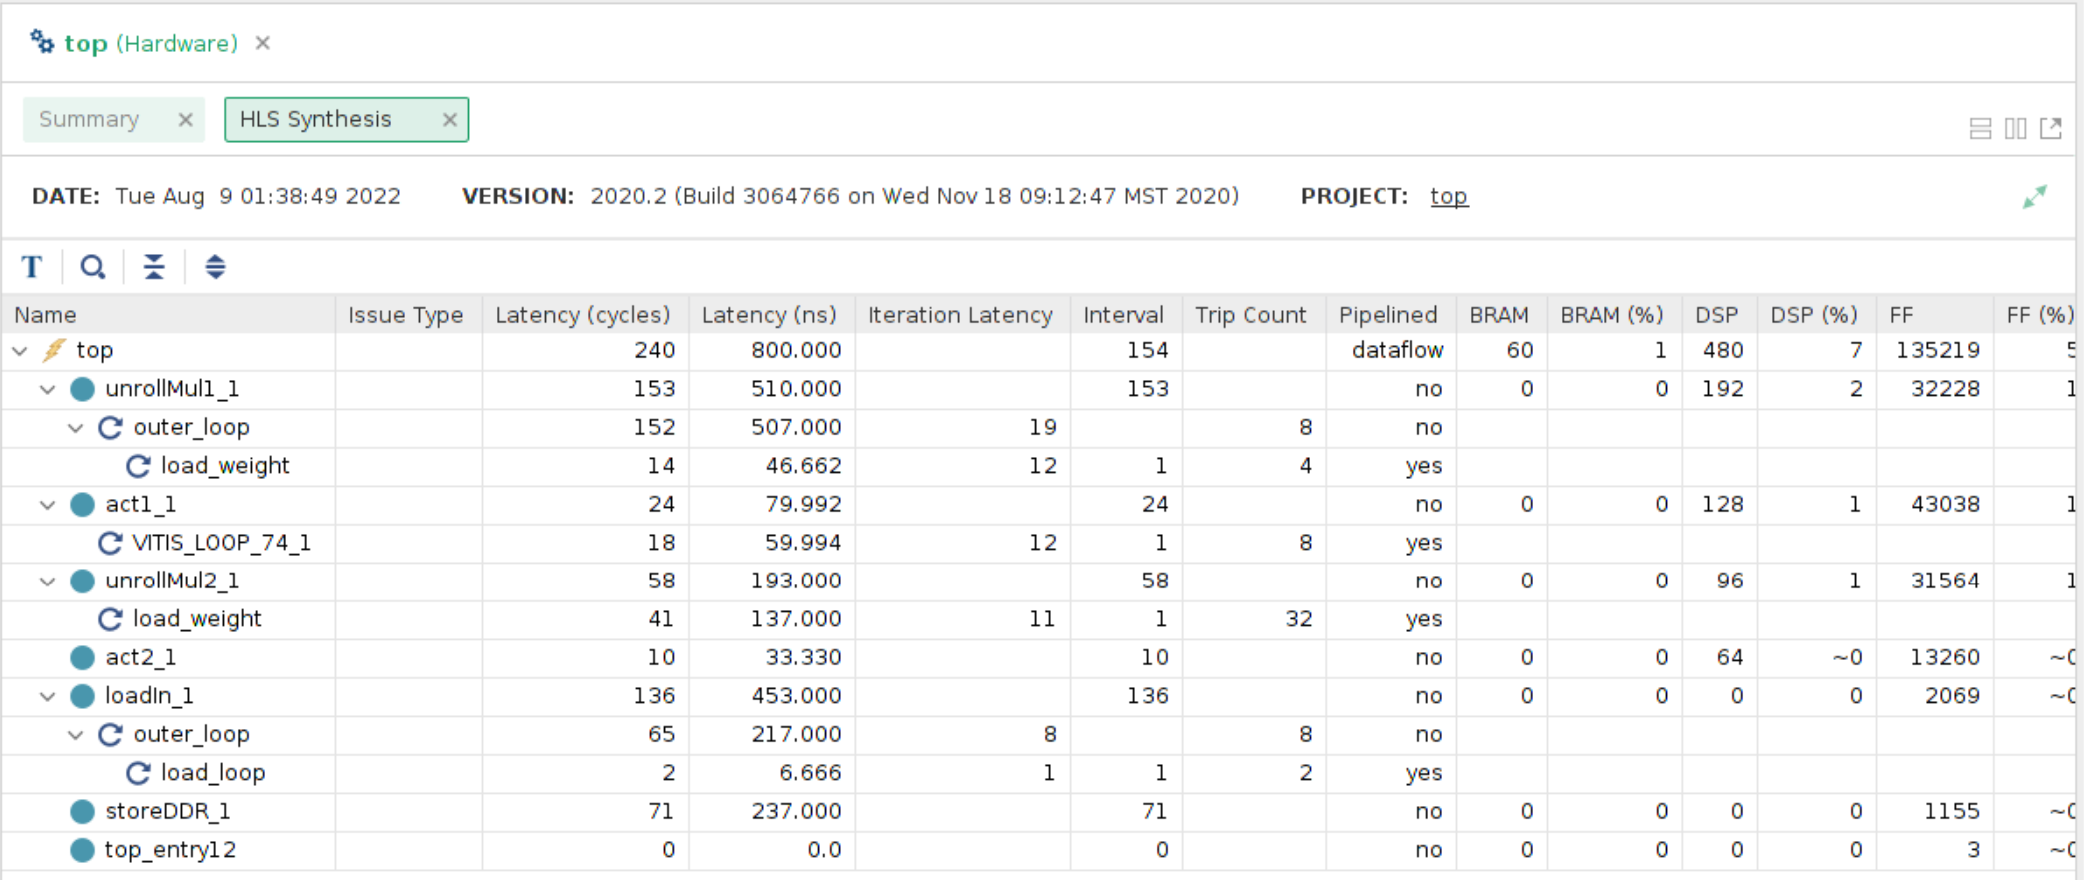 top (Hardware)
Summary HLS Synthesis
DATE: Tue Aug 9 01:38:49 2022 VERSION: 2020.2 (Build 3064766 on Wed Nov 18 09:12:47 MST 2020) PROJECT: top
T
Name Issue Type Latency (cycles) Latency (ns) Iteration Latency Interval Trip Count Pipelined BRAM BRAM (%) DSP DSP (%) FF FF (%)
top 240 800.000 154 dataflow 60 1 480 7 135219 5
unrollMul1_1 153 510.000 153 no 0 0 192 2 32228 1
outer_loop 152 507.000 19 8 no
load_weight 14 46.662 12 1 4 yes
act1_1 24 79.992 24 no 0 0 128 1 43038 1
VITIS_LOOP_74_1 18 59.994 12 1 8 yes
unrollMul2_1 58 193.000 58 no 0 0 96 1 31564 1
load_weight 41 137.000 11 1 32 yes
act2_1 10 33.330 10 no 0 0 64 ~0 13260 ~0
loadIn_1 136 453.000 136 no 0 0 0 0 2069 ~0
outer_loop 65 217.000 8 8 no
load_loop 2 6.666 1 1 2 yes
storeDDR_1 71 237.000 71 no 0 0 0 0 1155 ~0
top_entry12 0 0.0 0 no 0 0 0 0 3 ~0